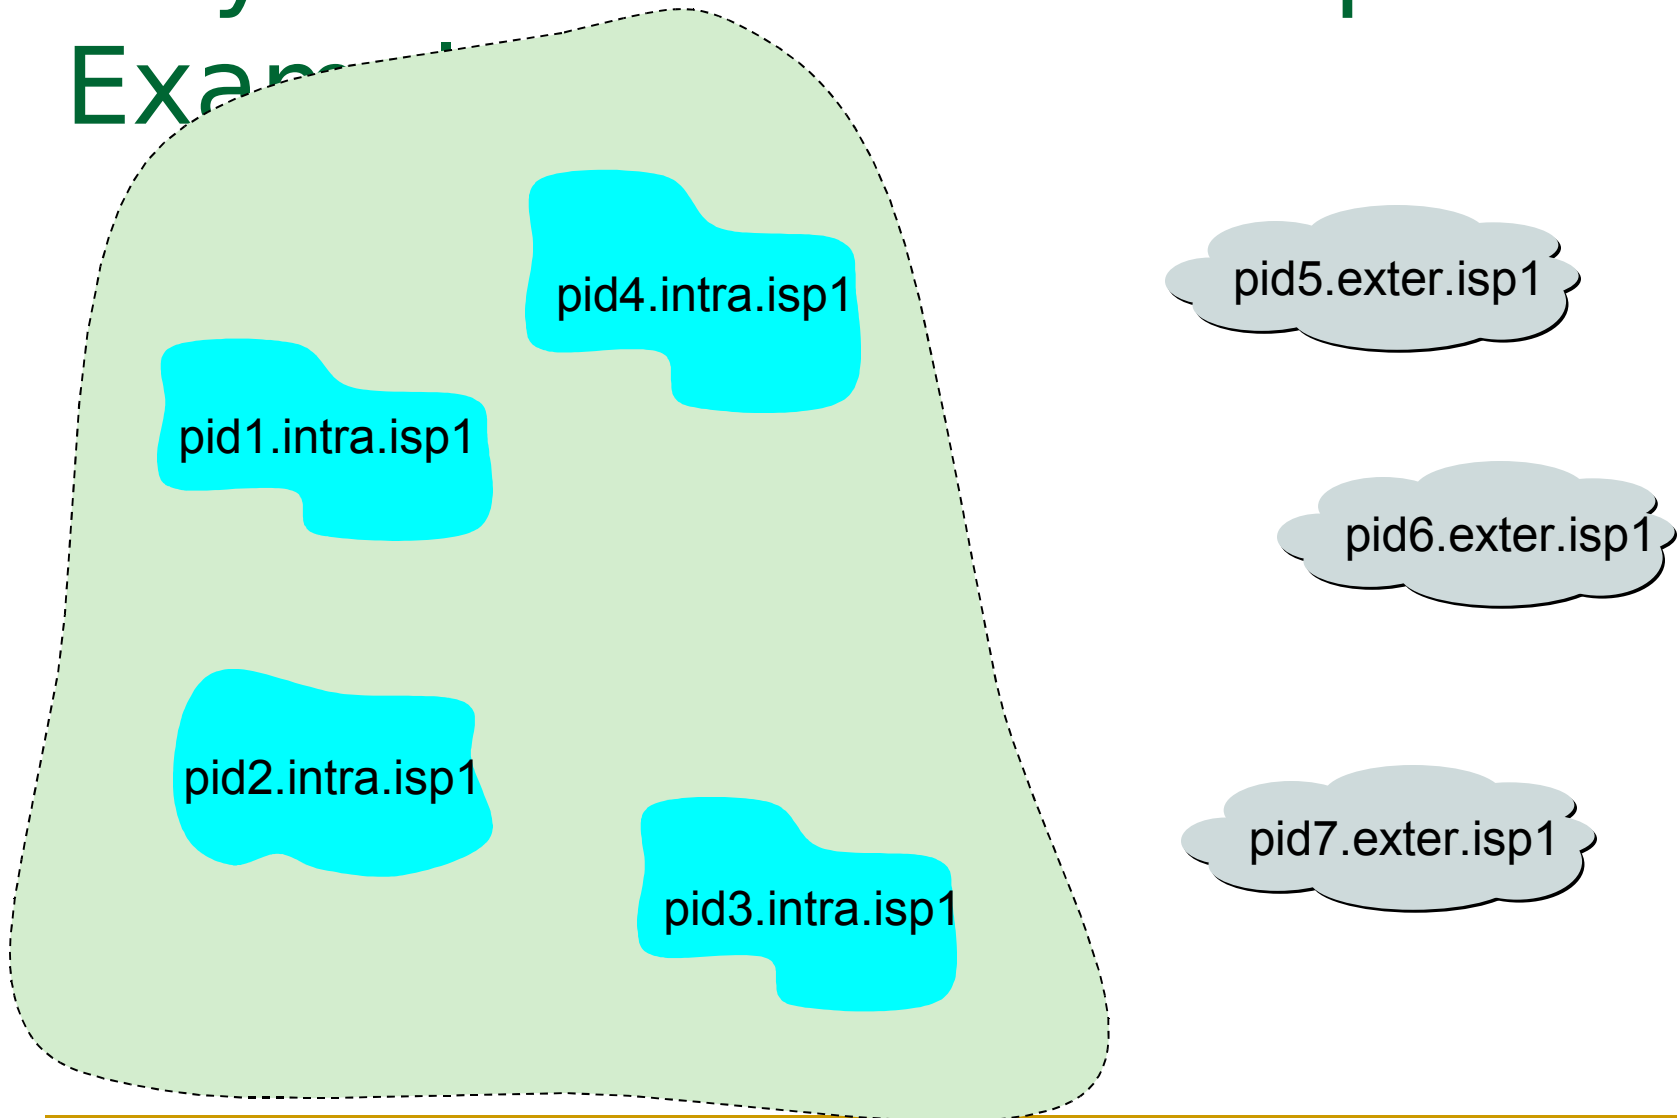 pid4.intra.isp1
pid5.exter.isp1
pid1.intra.isp1
pid6.exter.isp1
pid2.intra.isp1
pid7.exter.isp1
pid3.intra.isp1